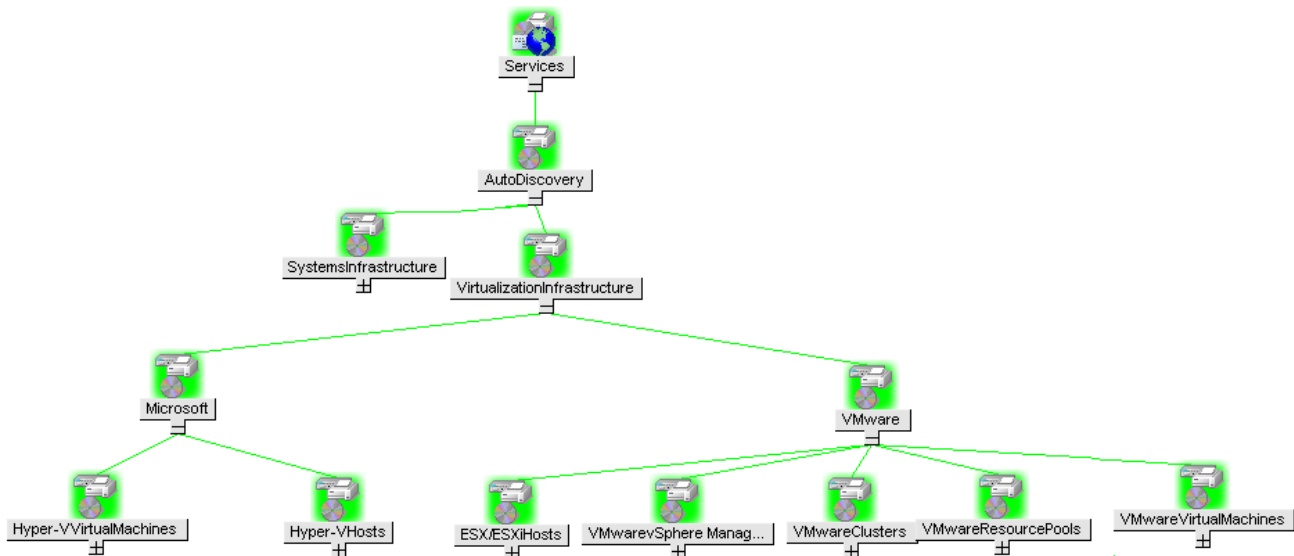 Services
AutoDiscovery
SystemsInfrastructure
VirtualizationInfrastructure
Microsoft
VMware
Hyper-VVirtualMachines
Hyper-VHosts
ESX/ESXiHosts
VMwarevSphere Manag...
VMwareClusters
VMwareResourcePools
VMwareVirtualMachines